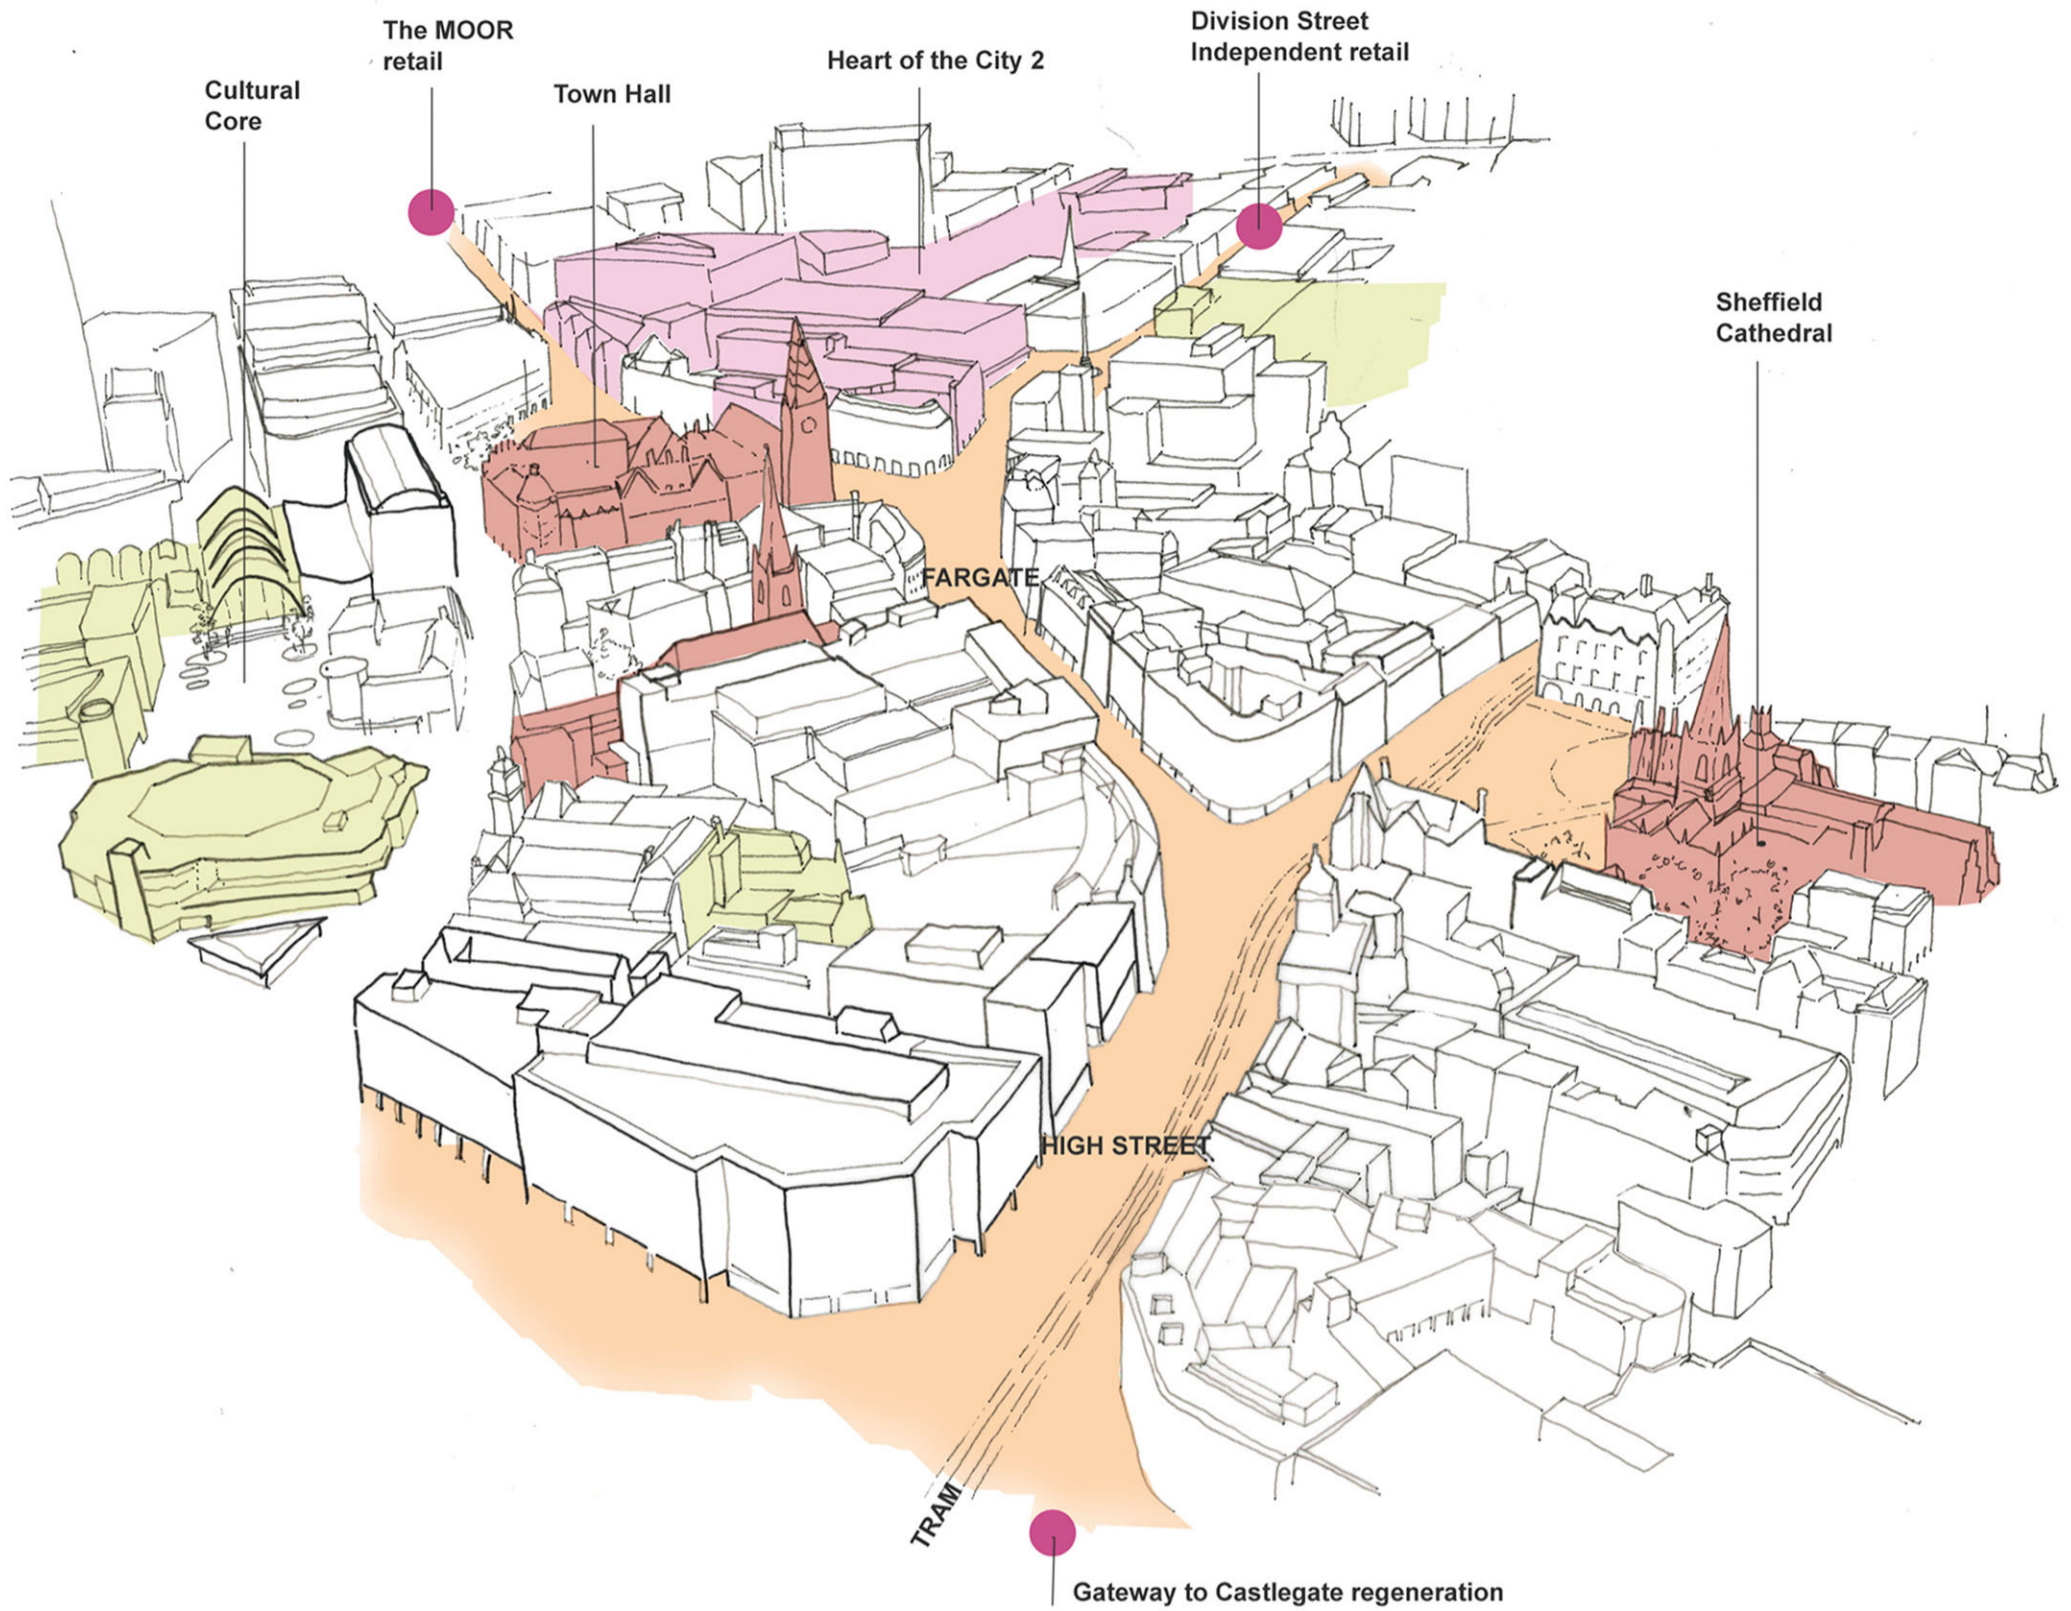 The MOOR
retail
Cultural
Core
Town Hall
Heart of the City 2
Division Street
Independent retail
Sheffield
Cathedral
FARGATE
HIGH STREET
TRAM
Gateway to Castlegate regeneration